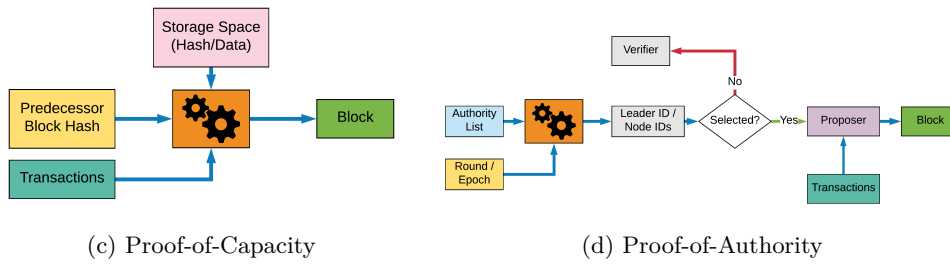 Storage Space
(Hash/Data)
Predecessor
Block Hash
Transactions
Block
(c) Proof-of-Capacity
Verifier
No
Authority
List
Leader ID /
Node IDs
Selected?
Yes
Proposer
Block
Round /
Epoch
Transactions
(d) Proof-of-Authority